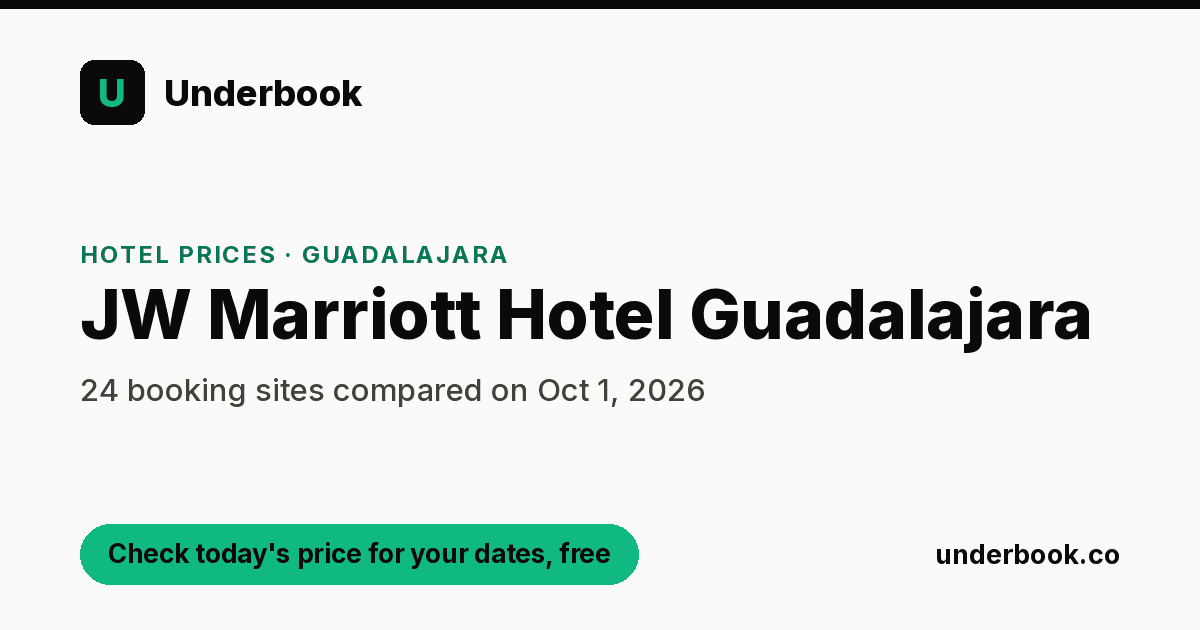 U Underbook
HOTEL PRICES · GUADALAJARA
JW Marriott Hotel Guadalajara
24 booking sites compared on Oct 1, 2026
Check today's price for your dates, free
underbook.co